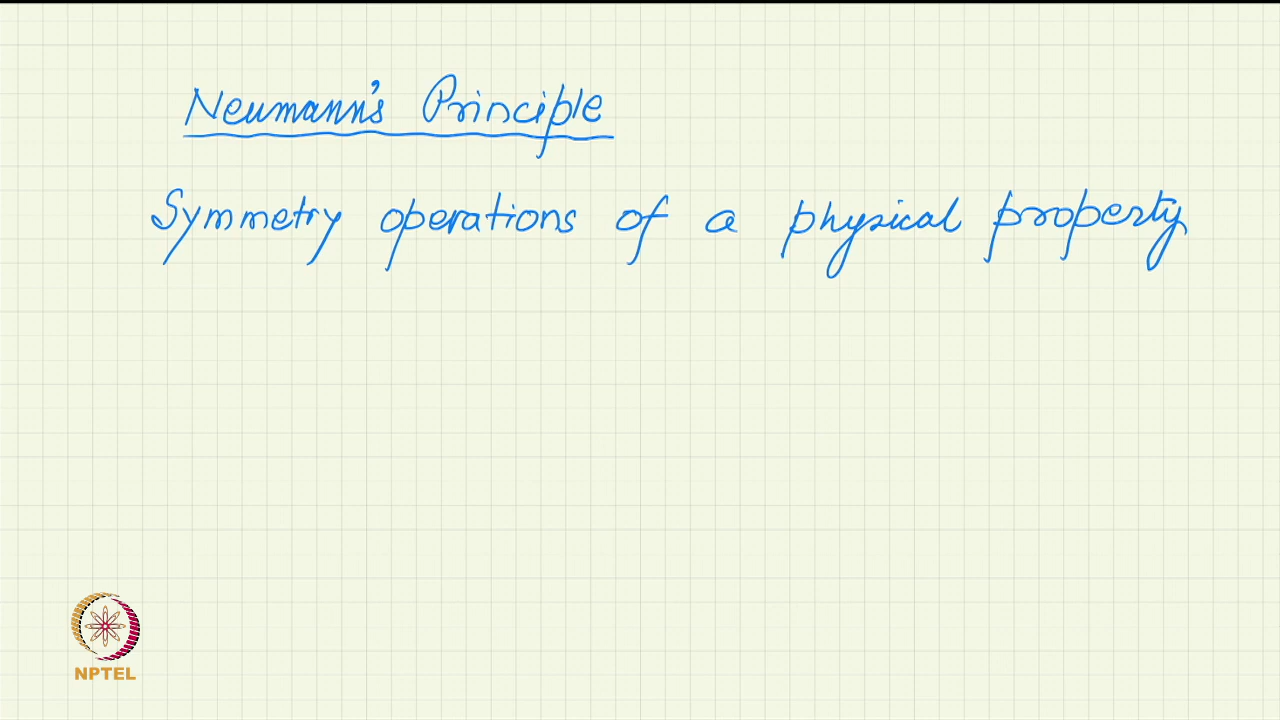 Neumann's Principle
Symmetry operations of a physical property
NPTEL